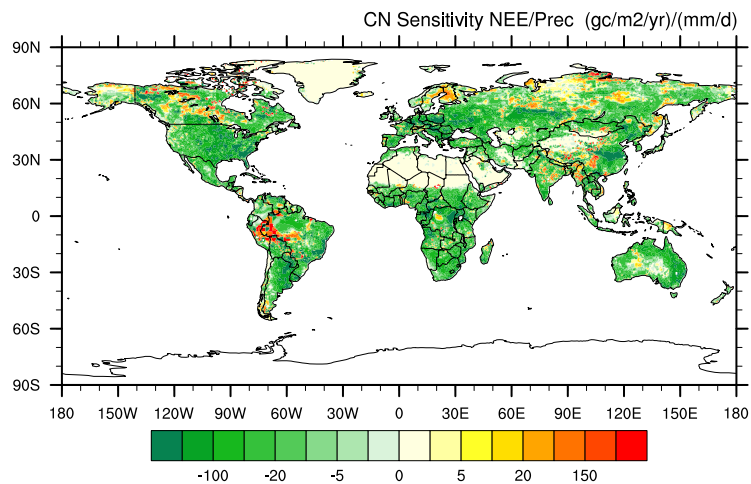 CN Sensitivity NEE/Prec (gc/m2/yr)/(mm/d)
90N
60N
30N
0
30S
60S
90S
180 150W 120W 90W 60W 30W 0 30E 60E 90E 120E 150E 180
-100 -20 -5 0 5 20 150